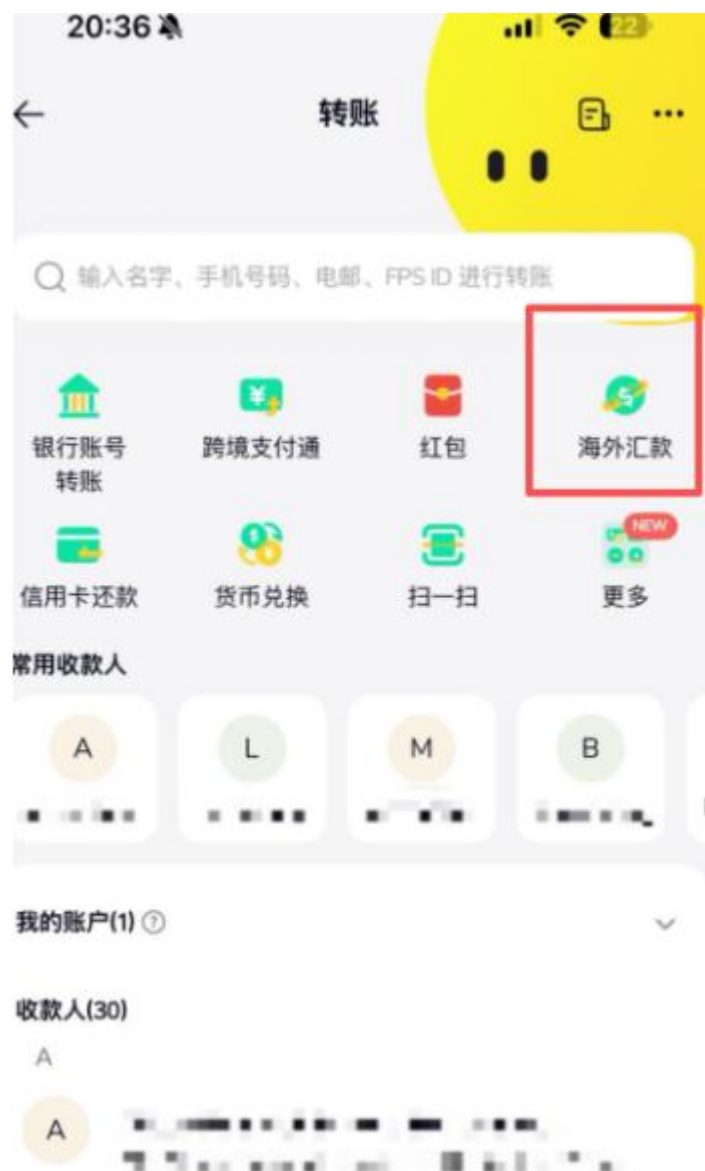 20:36
22
转账
输入名字、手机号码、电邮、FPS ID 进行转账
银行账号
转账
跨境支付通
红包
海外汇款
信用卡还款
货币兑换
扫一扫
NEW
更多
常用收款人
A
L
M
B
我的账户(1)
收款人(30)
A
A